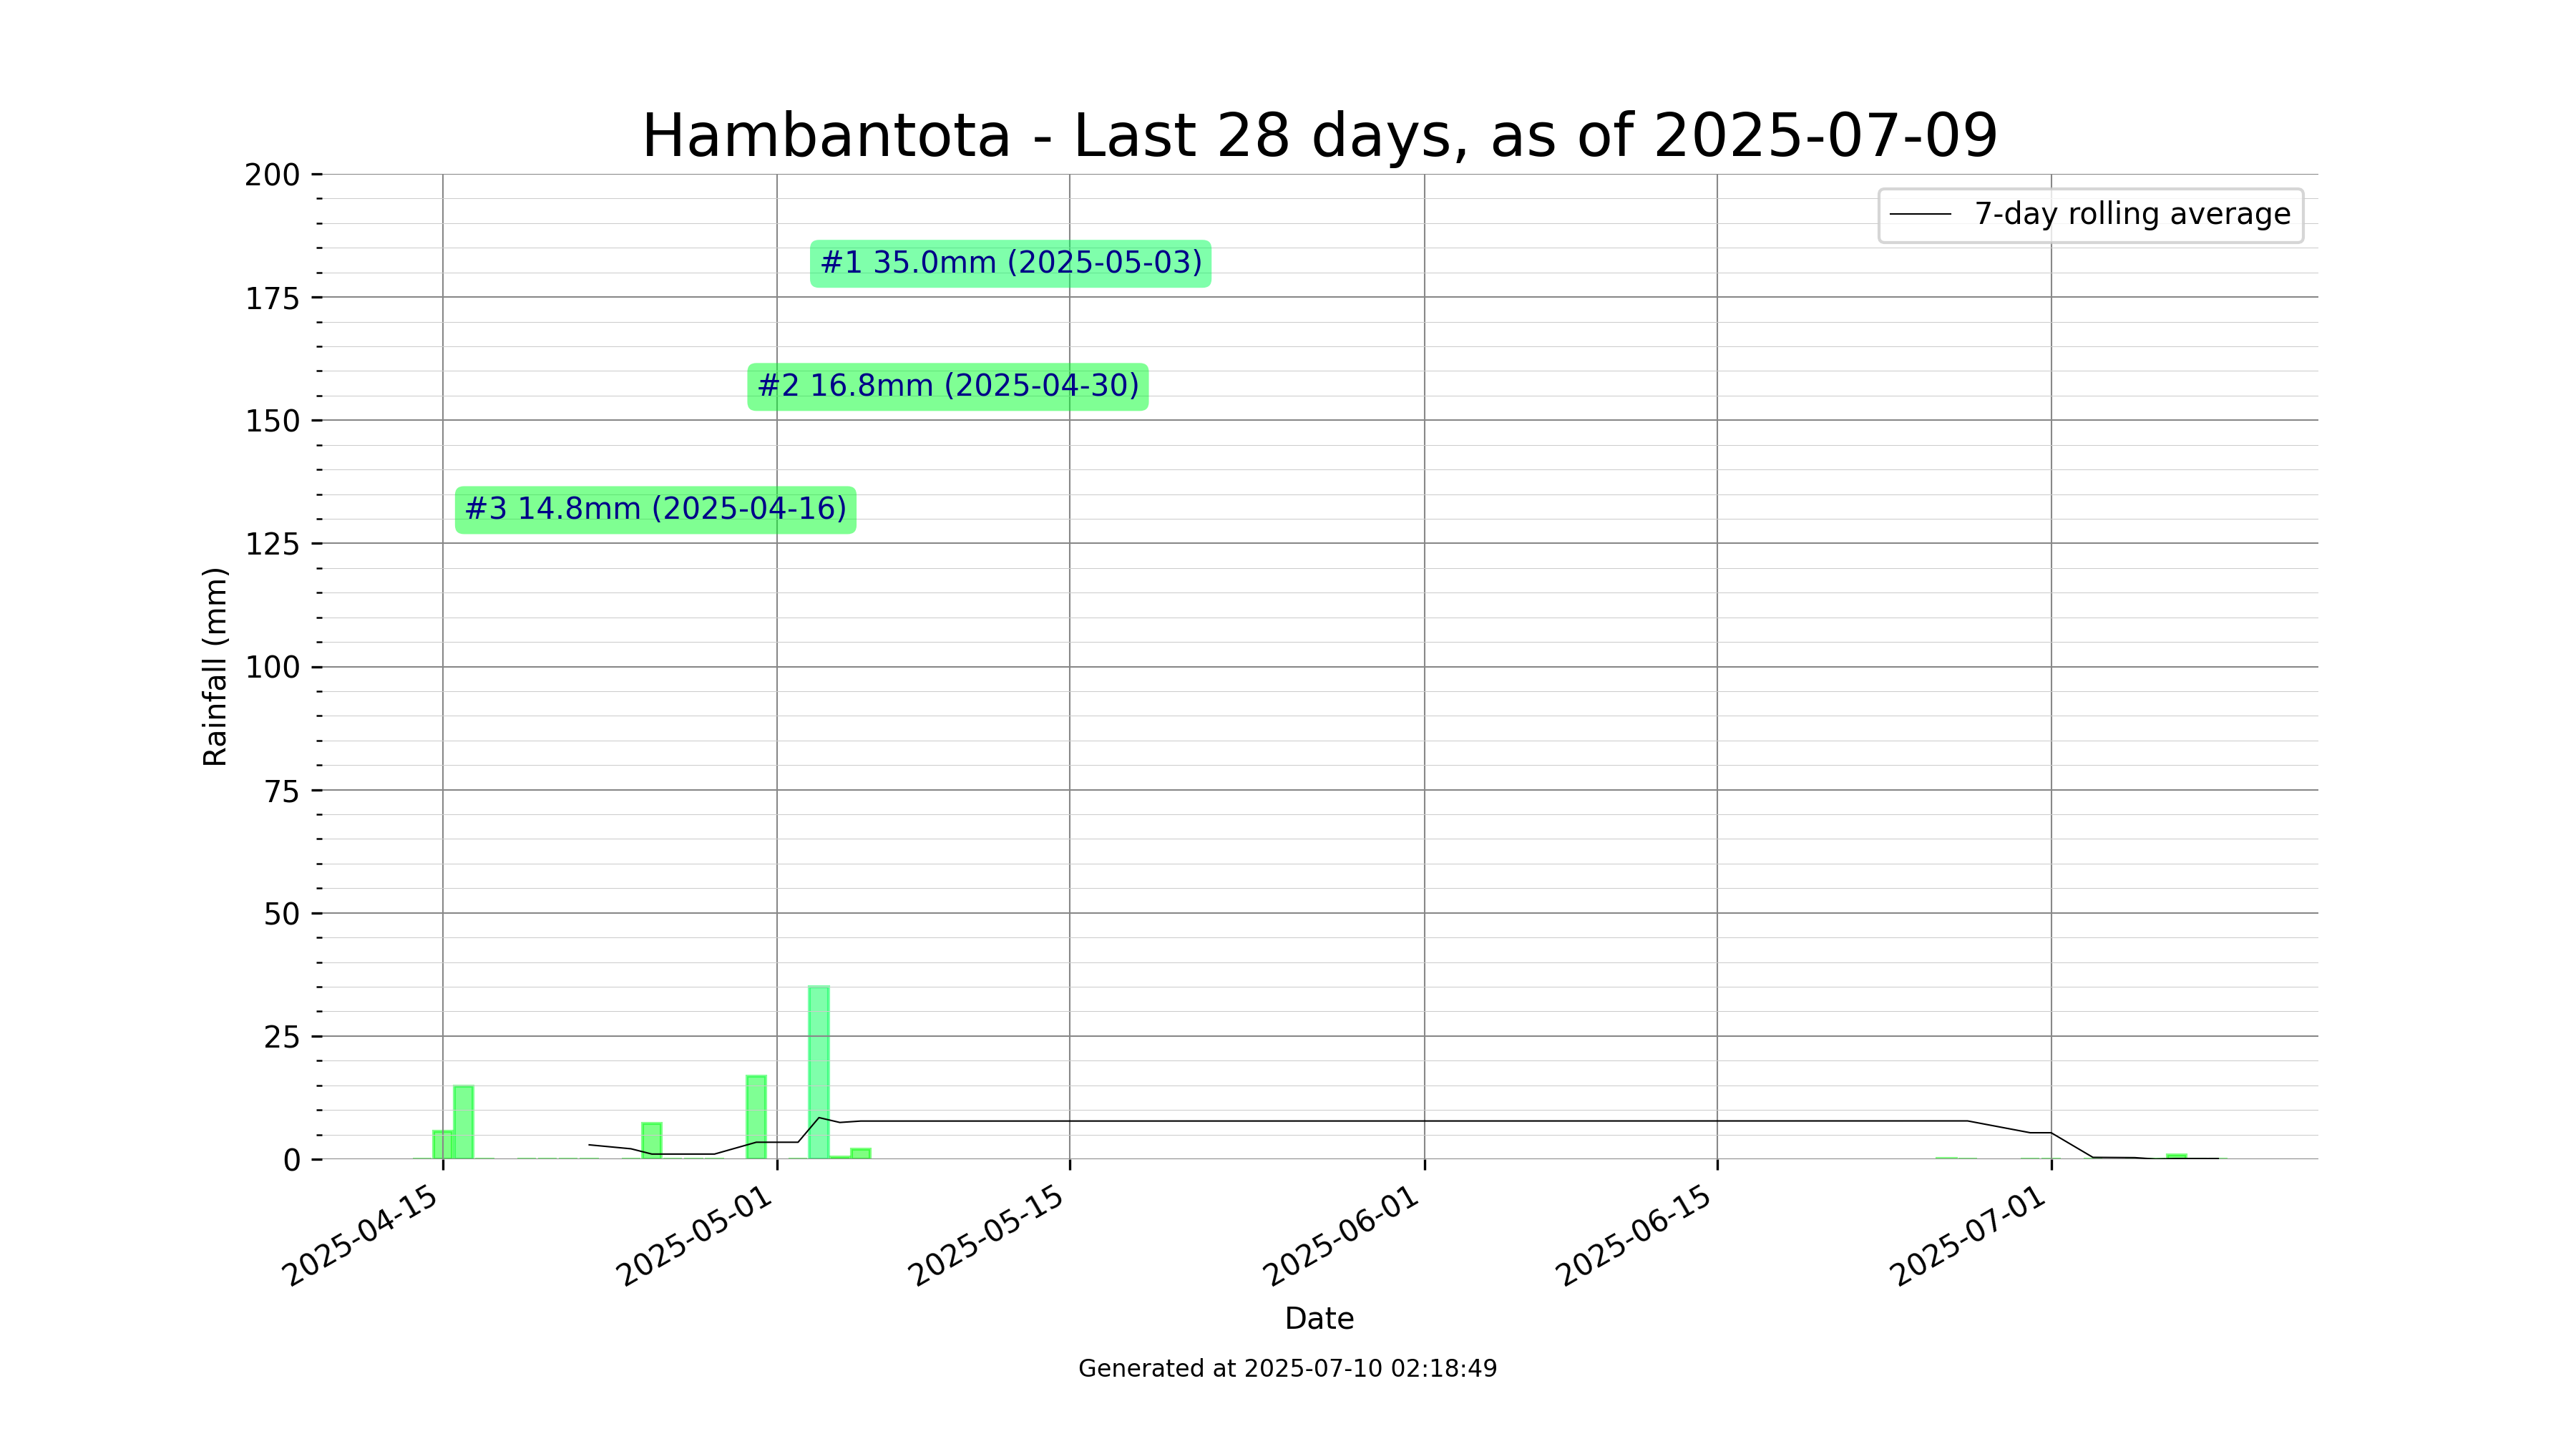 Hambantota - Last 28 days, as of 2025-07-09
7-day rolling average
#1 35.0mm (2025-05-03)
#2 16.8mm (2025-04-30)
#3 14.8mm (2025-04-16)
Rainfall (mm)
200
175
150
125
100
75
50
25
0
2025-04-15
2025-05-01
2025-05-15
2025-06-01
2025-06-15
2025-07-01
Date
Generated at 2025-07-10 02:18:49